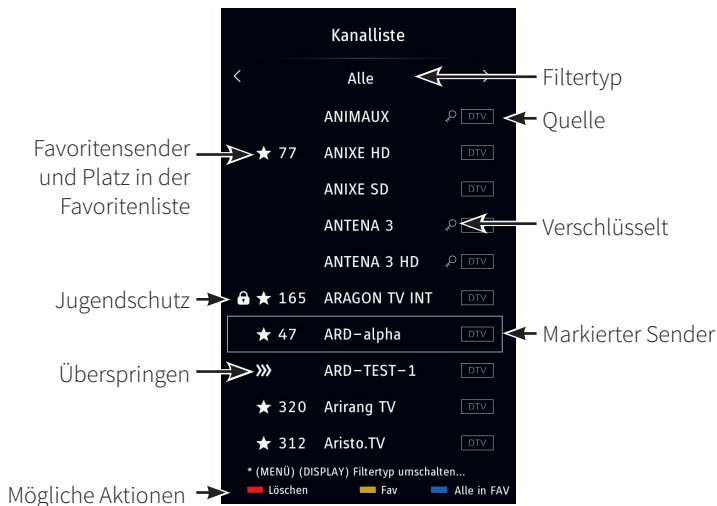 Kanalliste
Alle
Filtertyp
ANIMAUX DTV
Quelle
Favoritensender
und Platz in der
Favoritenliste
77 ANIXE HD DTV
ANIXE SD DTV
ANTENA 3
Verschlüsselt
ANTENA 3 HD DTV
Jugendschutz
165 ARAGON TV INT DTV
47 ARD-alpha DTV
Markierter Sender
Überspringen
ARD-TEST-1 DTV
320 Arirang TV DTV
312 Aristo.TV DTV
* (MENÜ) (DISPLAY) Filtertyp umschalten...
Mögliche Aktionen
Löschen Fav Alle in FAV